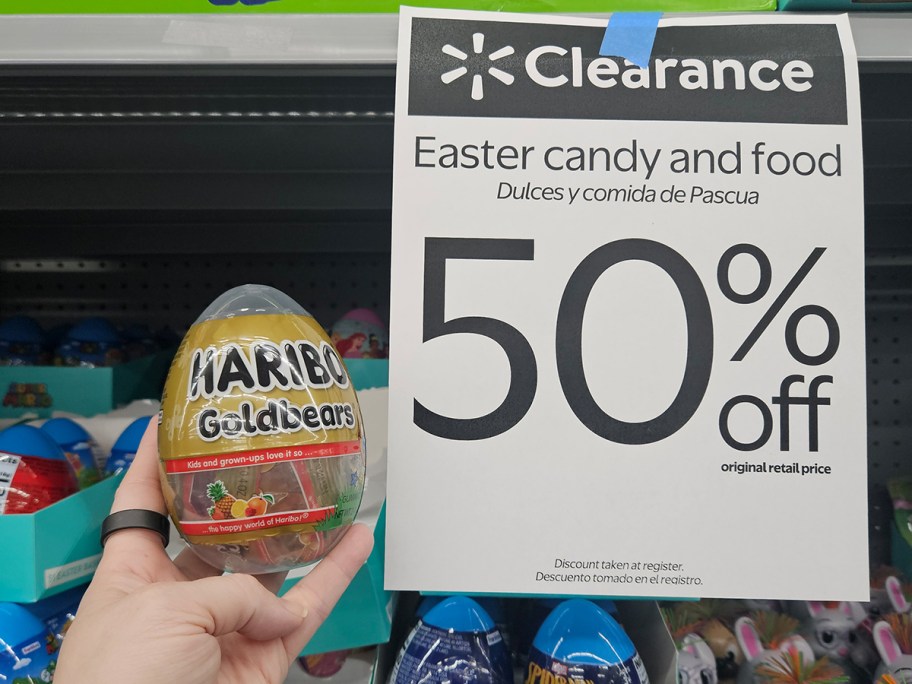 Clearance
Easter candy and food
Dulces y comida de Pascua
50%
off
original retail price
Discount taken at register.
Descuento tomado en el registro.
HARIBO
Goldbears
Kids and grown-ups love it so
...the happy world of Haribo!